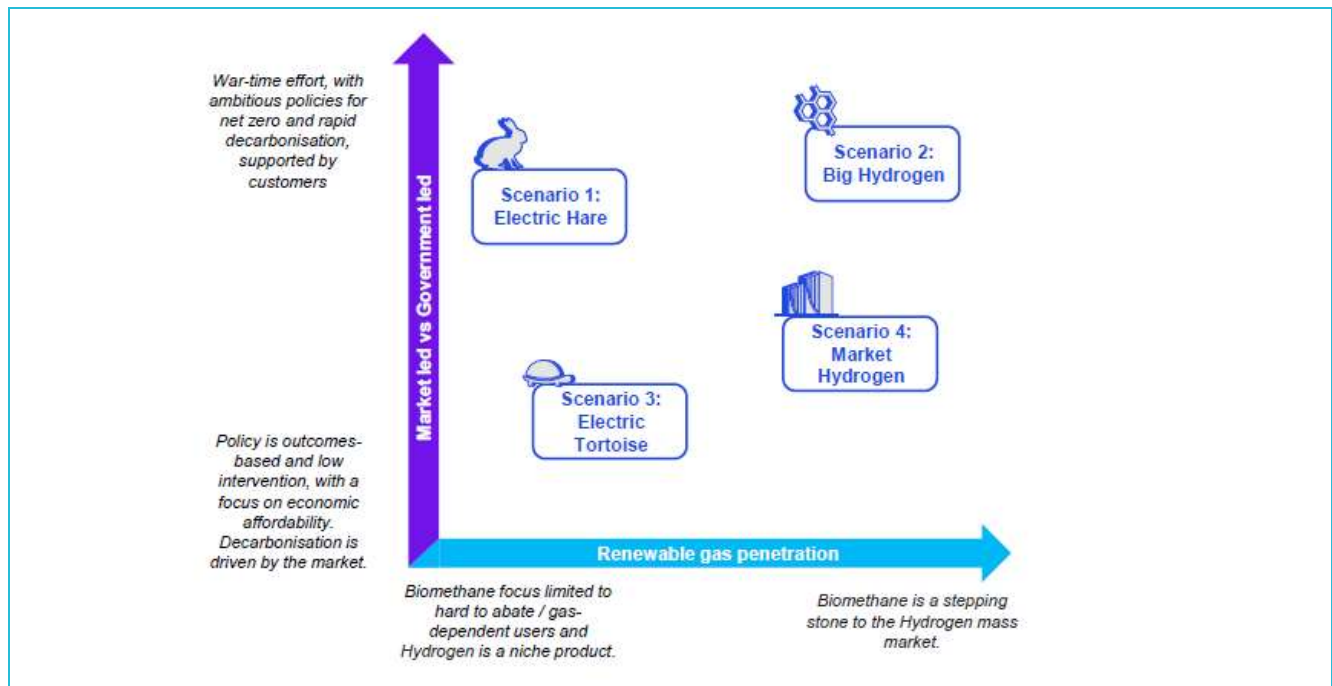 War-time effort, with
ambitious policies for
net zero and rapid
decarbonisation,
supported by
customers
Scenario 1:
Electric Hare
Scenario 2:
Big Hydrogen
Market led vs Government led
Scenario 4:
Market
Hydrogen
Scenario 3:
Electric
Tortoise
Policy is outcomes-
based and low
intervention, with a
focus on economic
affordability.
Decarbonisation is
driven by the market.
Renewable gas penetration
Biomethane focus limited to
hard to abate / gas-
dependent users and
Hydrogen is a niche product.
Biomethane is a stepping
stone to the Hydrogen mass
market.